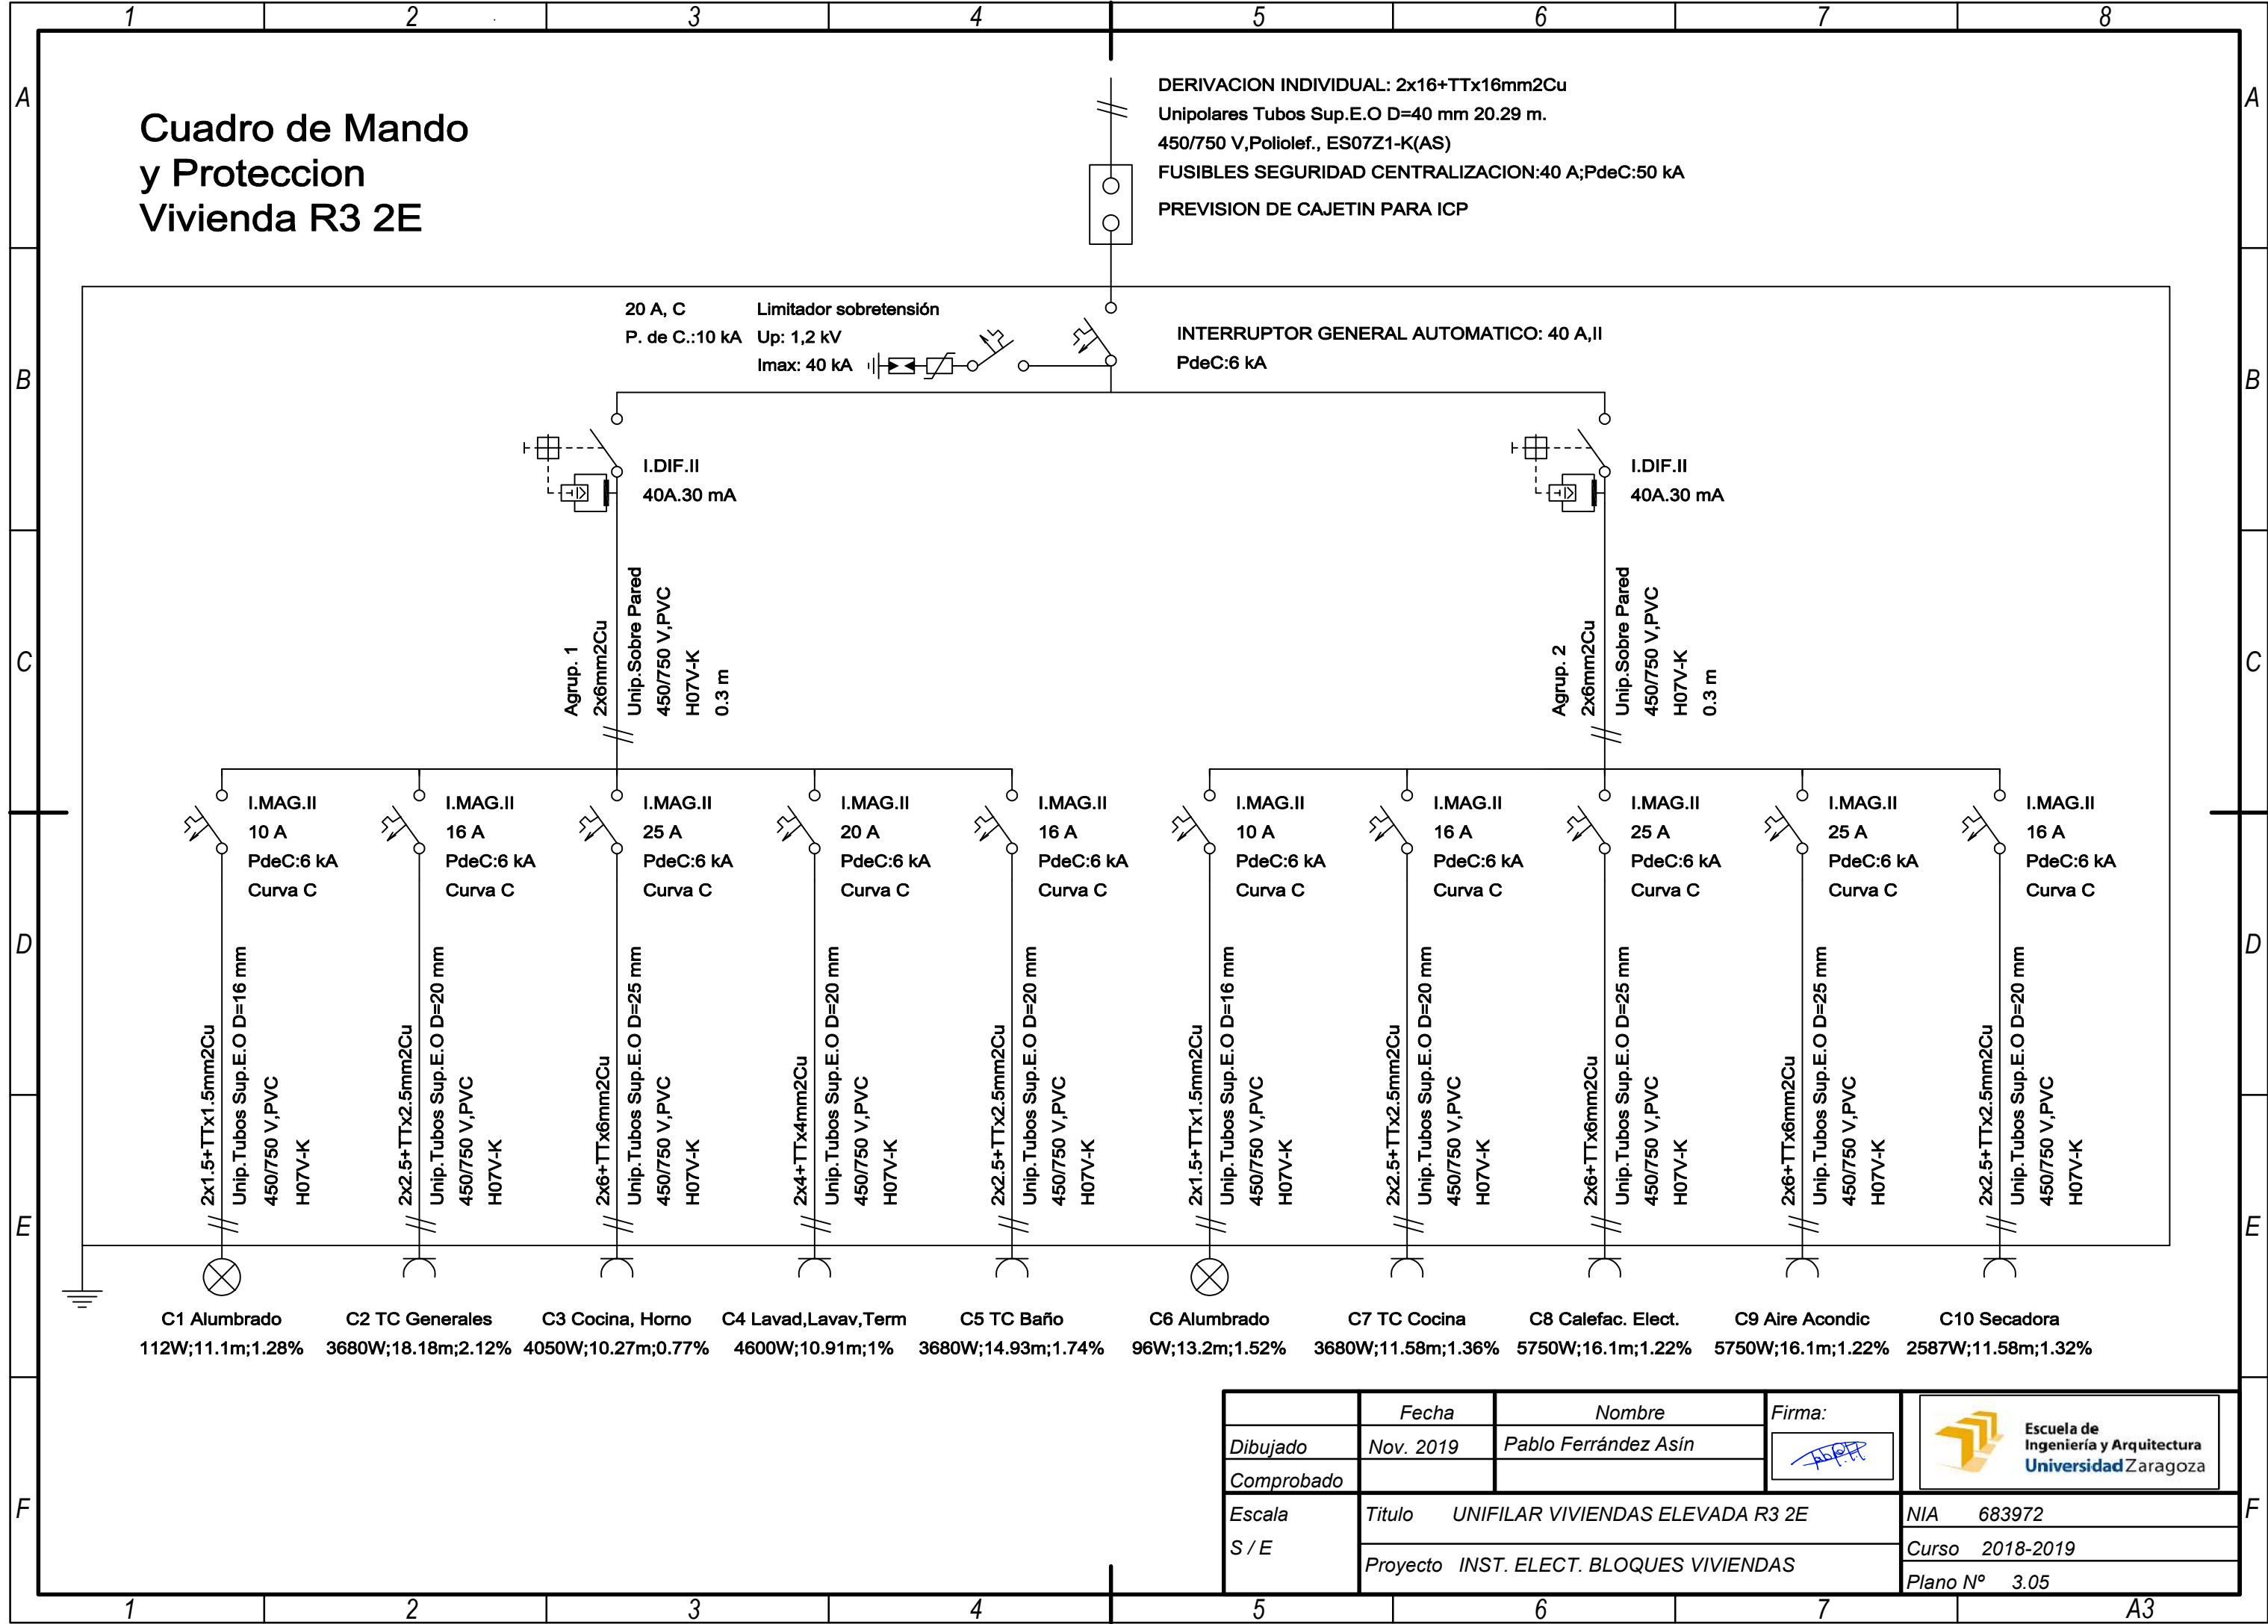 1 2 3 4 5 6 7 8
A A
B B
C C
D D
E E
F F
Cuadro de Mando
y Proteccion
Vivienda R3 2E
DERIVACION INDIVIDUAL: 2x16+TTx16mm2Cu
Unipolares Tubos Sup.E.O D=40 mm 20.29 m.
450/750 V,Poliolef., ES07Z1-K(AS)
FUSIBLES SEGURIDAD CENTRALIZACION:40 A;PdeC:50 kA
PREVISION DE CAJETIN PARA ICP
20 A, C
P. de C.:10 kA
Limitador sobretensión
Up: 1,2 kV
Imax: 40 kA
INTERRUPTOR GENERAL AUTOMATICO: 40 A,II
PdeC:6 kA
I.DIF.II
40A.30 mA
I.DIF.II
40A.30 mA
Agrup. 1
2x6mm2Cu
Unip.Sobre Pared
450/750 V,PVC
H07V-K
0.3 m
Agrup. 2
2x6mm2Cu
Unip.Sobre Pared
450/750 V,PVC
H07V-K
0.3 m
I.MAG.II
10 A
PdeC:6 kA
Curva C
I.MAG.II
16 A
PdeC:6 kA
Curva C
I.MAG.II
25 A
PdeC:6 kA
Curva C
I.MAG.II
20 A
PdeC:6 kA
Curva C
I.MAG.II
16 A
PdeC:6 kA
Curva C
I.MAG.II
10 A
PdeC:6 kA
Curva C
I.MAG.II
16 A
PdeC:6 kA
Curva C
I.MAG.II
25 A
PdeC:6 kA
Curva C
I.MAG.II
25 A
PdeC:6 kA
Curva C
I.MAG.II
16 A
PdeC:6 kA
Curva C
2x1.5+TTx1.5mm2Cu
Unip.Tubos Sup.E.O D=16 mm
450/750 V,PVC
H07V-K
2x2.5+TTx2.5mm2Cu
Unip.Tubos Sup.E.O D=20 mm
450/750 V,PVC
H07V-K
2x6+TTx6mm2Cu
Unip.Tubos Sup.E.O D=25 mm
450/750 V,PVC
H07V-K
2x4+TTx4mm2Cu
Unip.Tubos Sup.E.O D=20 mm
450/750 V,PVC
H07V-K
2x2.5+TTx2.5mm2Cu
Unip.Tubos Sup.E.O D=20 mm
450/750 V,PVC
H07V-K
2x1.5+TTx1.5mm2Cu
Unip.Tubos Sup.E.O D=16 mm
450/750 V,PVC
H07V-K
2x2.5+TTx2.5mm2Cu
Unip.Tubos Sup.E.O D=20 mm
450/750 V,PVC
H07V-K
2x6+TTx6mm2Cu
Unip.Tubos Sup.E.O D=25 mm
450/750 V,PVC
H07V-K
2x6+TTx6mm2Cu
Unip.Tubos Sup.E.O D=25 mm
450/750 V,PVC
H07V-K
2x2.5+TTx2.5mm2Cu
Unip.Tubos Sup.E.O D=20 mm
450/750 V,PVC
H07V-K
C1 Alumbrado
112W;11.1m;1.28%
C2 TC Generales
3680W;18.18m;2.12%
C3 Cocina, Horno
4050W;10.27m;0.77%
C4 Lavad,Lavav,Term
4600W;10.91m;1%
C5 TC Baño
3680W;14.93m;1.74%
C6 Alumbrado
96W;13.2m;1.52%
C7 TC Cocina
3680W;11.58m;1.36%
C8 Calefac. Elect.
5750W;16.1m;1.22%
C9 Aire Acondic
5750W;16.1m;1.22%
C10 Secadora
2587W;11.58m;1.32%
Fecha Nombre Firma:
Dibujado Nov. 2019 Pablo Ferrández Asín
Comprobado
Escuela de
Ingeniería y Arquitectura
Universidad Zaragoza
Escala
S / E
Titulo UNIFILAR VIVIENDAS ELEVADA R3 2E
Proyecto INST. ELECT. BLOQUES VIVIENDAS
NIA 683972
Curso 2018-2019
Plano Nº 3.05
1 2 3 4 5 6 7 A3